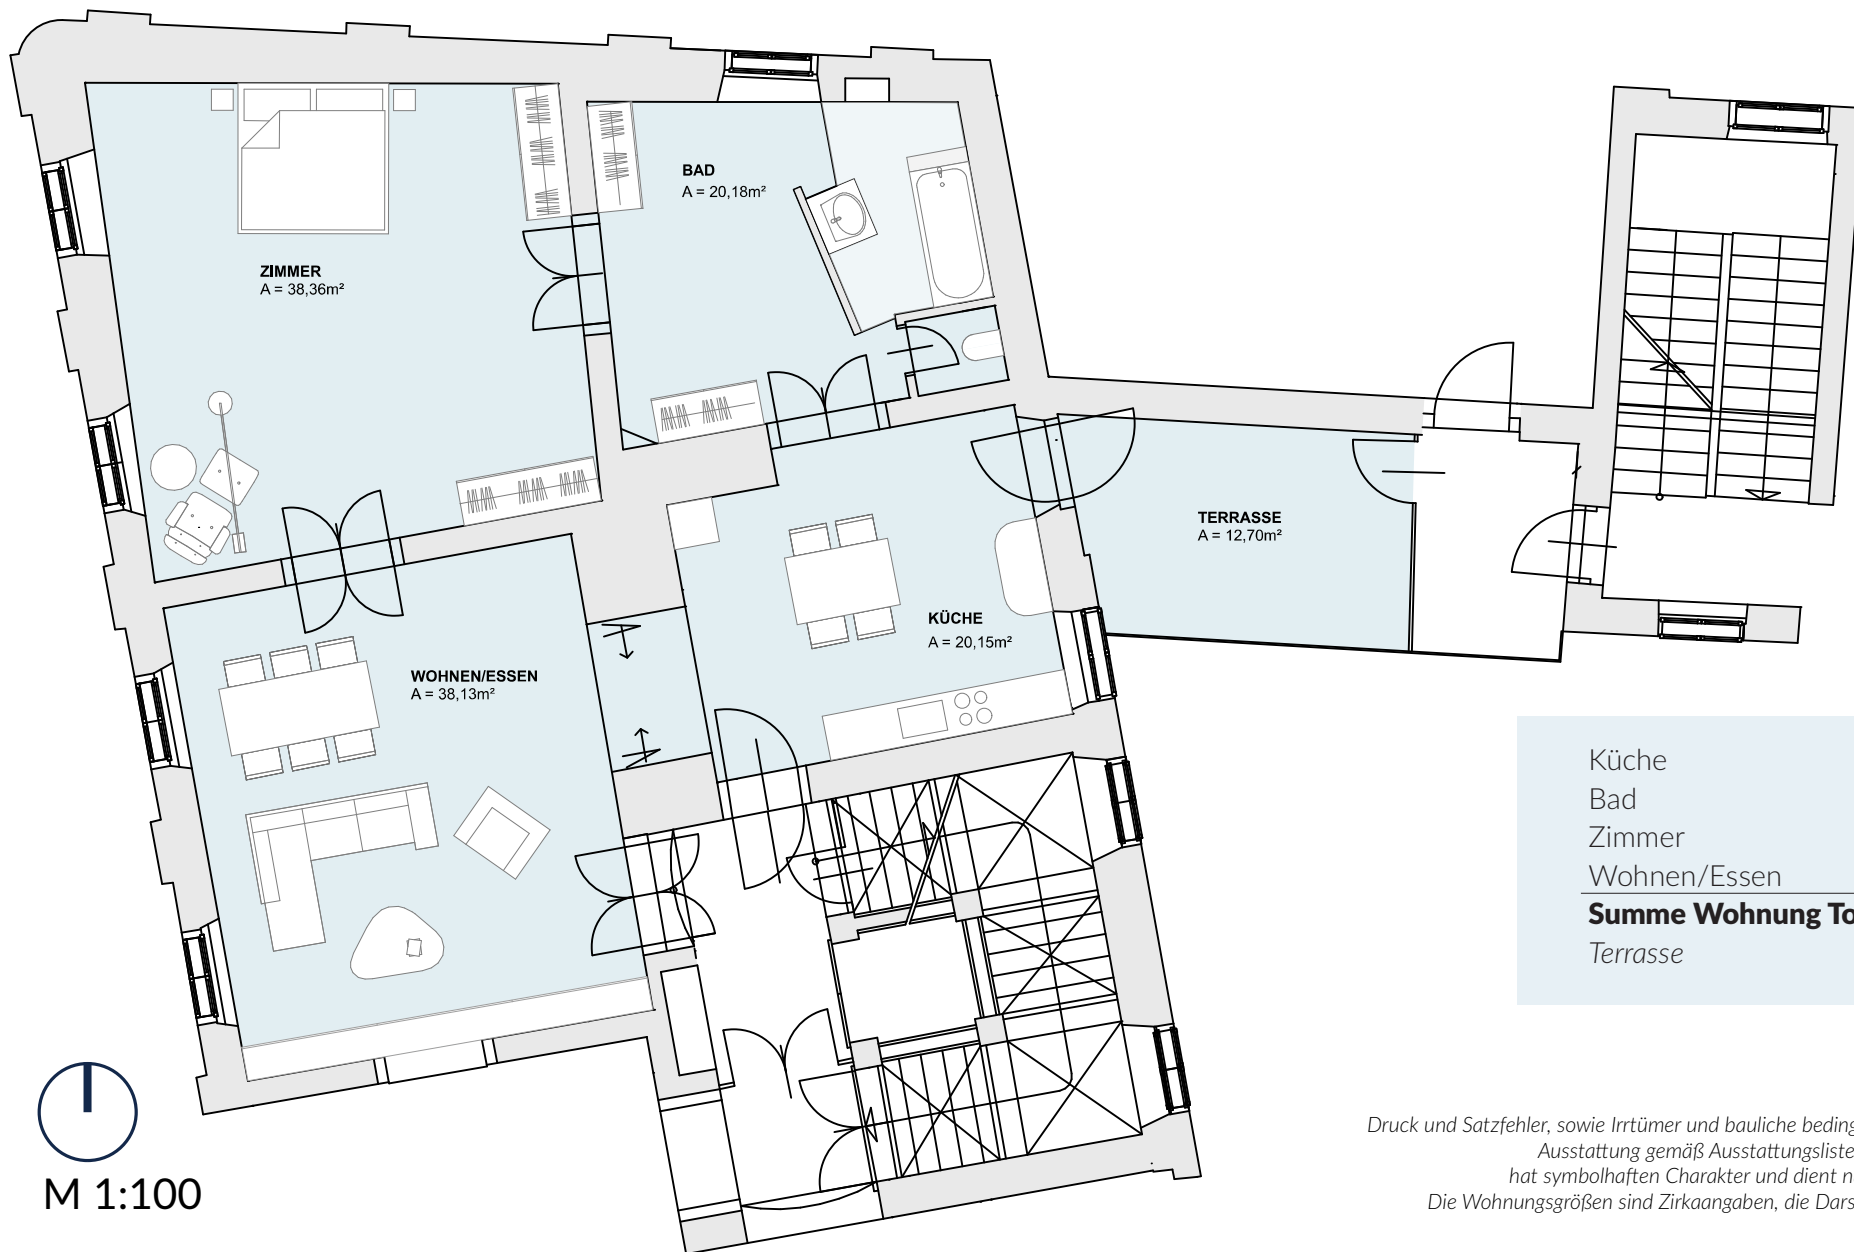 BAD
A = 20,18m²
ZIMMER
A = 38,36m²
TERRASSE
A = 12,70m²
KÜCHE
A = 20,15m²
WOHNEN/ESSEN
A = 38,13m²
Küche
Bad
Zimmer
Wohnen/Essen
Summe Wohnung To
Terrasse
M 1:100
Druck und Satzfehler, sowie Irrtümer und bauliche beding
Ausstattung gemäß Ausstattungsliste
hat symbolhaften Charakter und dient n
Die Wohnungsgrößen sind Zirkaangaben, die Dars